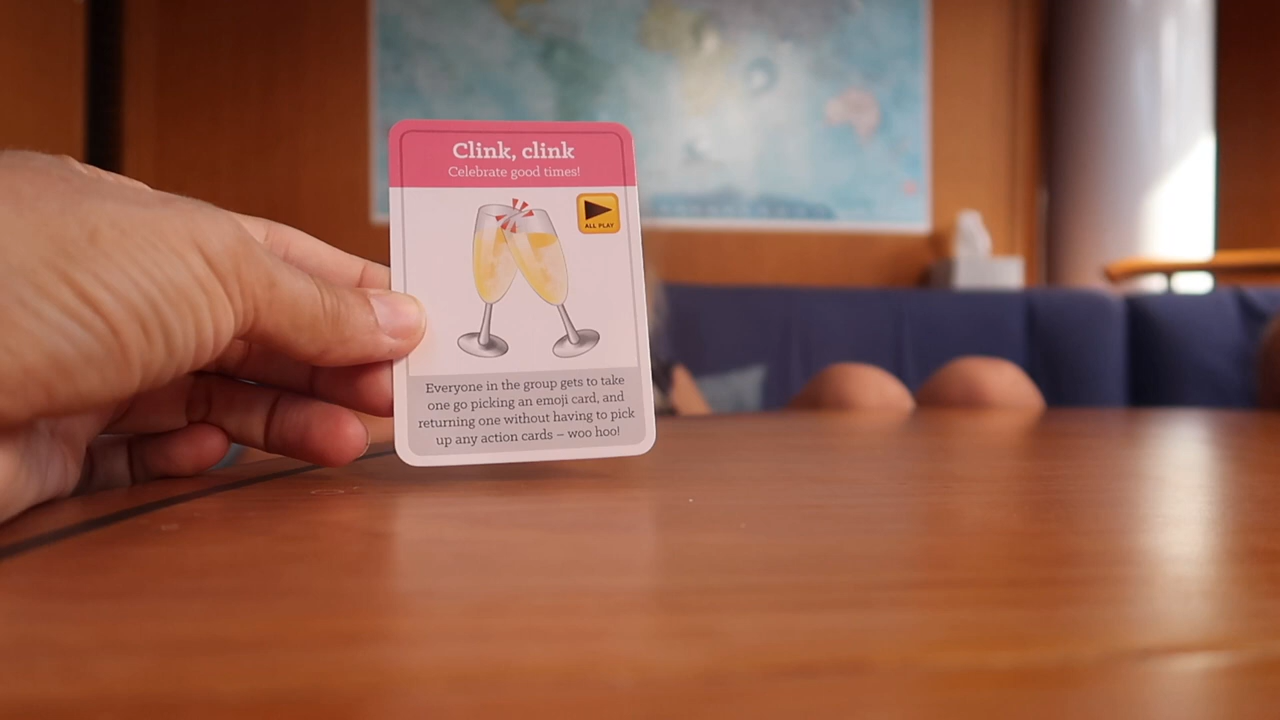 Clink, clink
Celebrate good times!
ALL PLAY
Everyone in the group gets to take
one go picking an emoji card, and
returning one without having to pick
up any action cards – woo hoo!